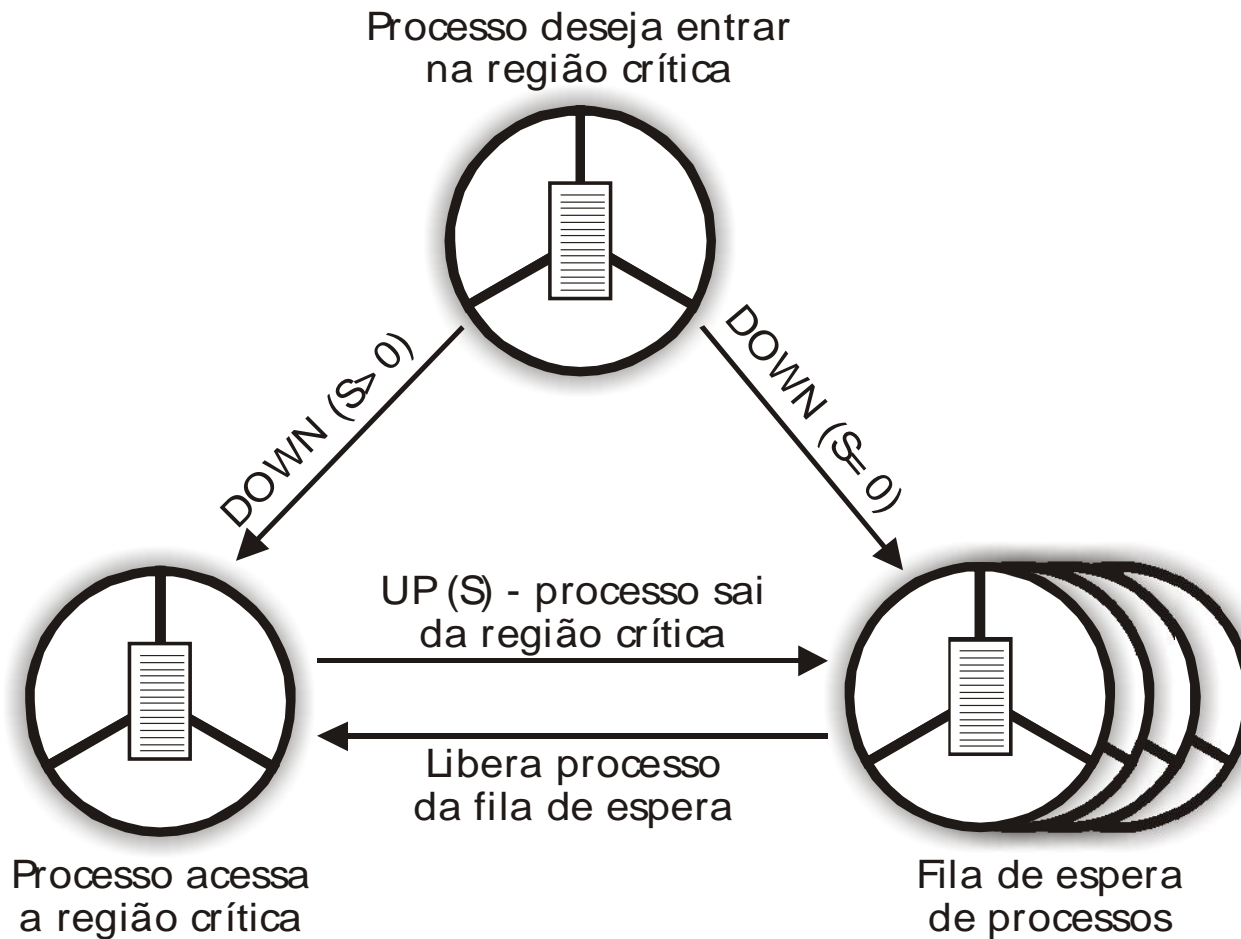 Processo deseja entrar
na região crítica
DOWN (S> 0)
DOWN (S= 0)
UP (S) - processo sai
da região crítica
Libera processo
da fila de espera
Processo acessa
a região crítica
Fila de espera
de processos